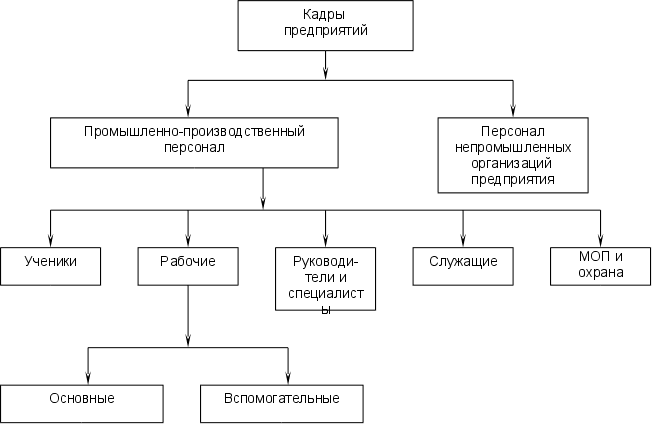 Кадры
предприятий
Промышленно-производственный
персонал
Персонал
непромышленных
организаций
предприятия
Ученики
Рабочие
Руководи-
тели и
специалист
ы
Служащие
МОП и
охрана
Основные
Вспомогательные